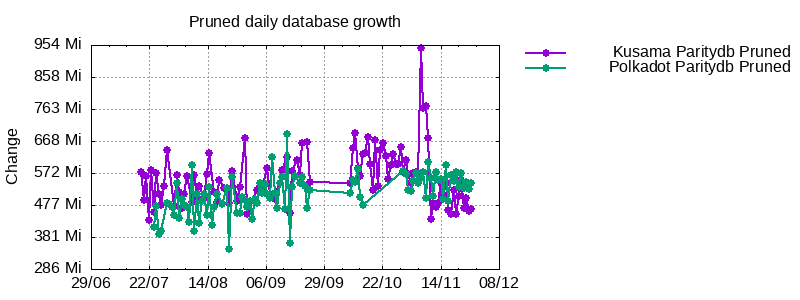 Pruned daily database growth
Kusama Paritydb Pruned
Polkadot Paritydb Pruned
Change
954 Mi
858 Mi
763 Mi
668 Mi
572 Mi
477 Mi
381 Mi
286 Mi
29/06 22/07 14/08 06/09 29/09 22/10 14/11 08/12